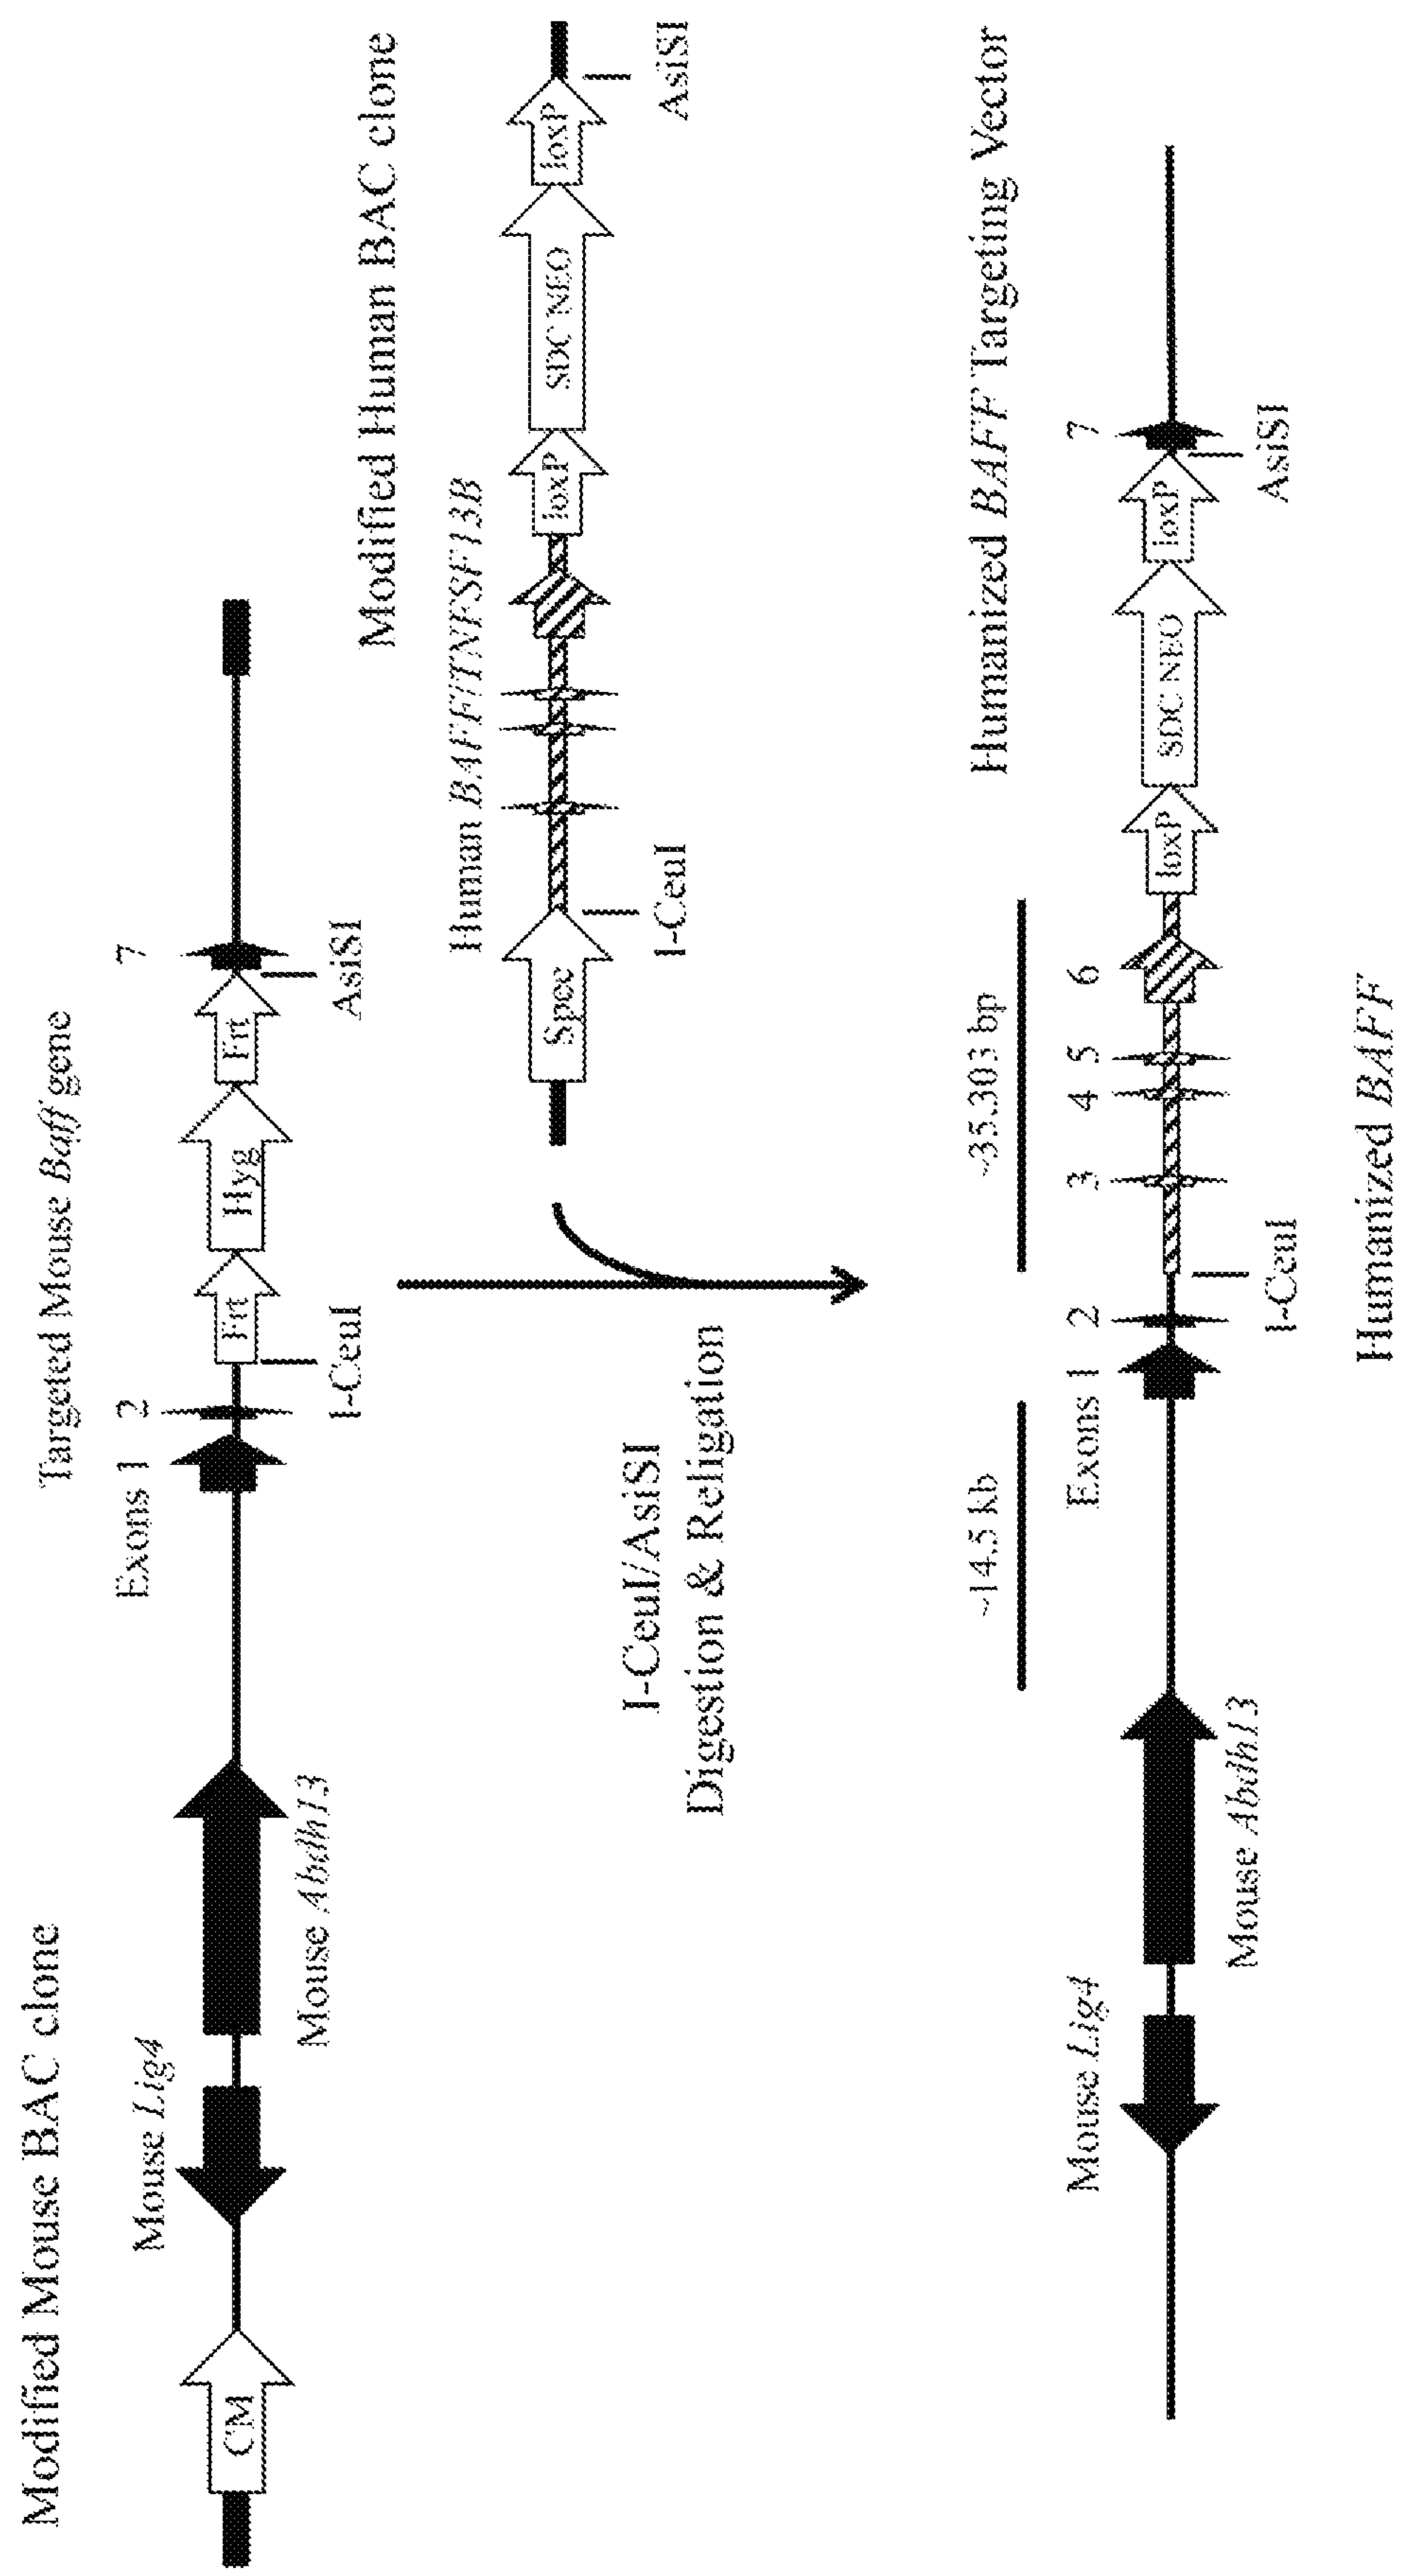 Modified Mouse BAC clone
Targeted Mouse Baff gene
Mouse Lig4
Exons 1
2
7
CM
Frt
Hyg
Frt
Mouse Abdh13
I-CeuI
AsiSI
Modified Human BAC clone
Human BAFF/TNFSF13B
Spec
loxP
SDC NEO
loxP
I-CeuI
AsiSI
I-CeuI/AsiSI
Digestion & Religation
Humanized BAFF Targeting Vector
~14.5 kb
~35.303 bp
Mouse Lig4
Exons 1
2
3
4
5
6
7
loxP
SDC NEO
loxP
Mouse Abdh13
I-CeuI
AsiSI
Humanized BAFF